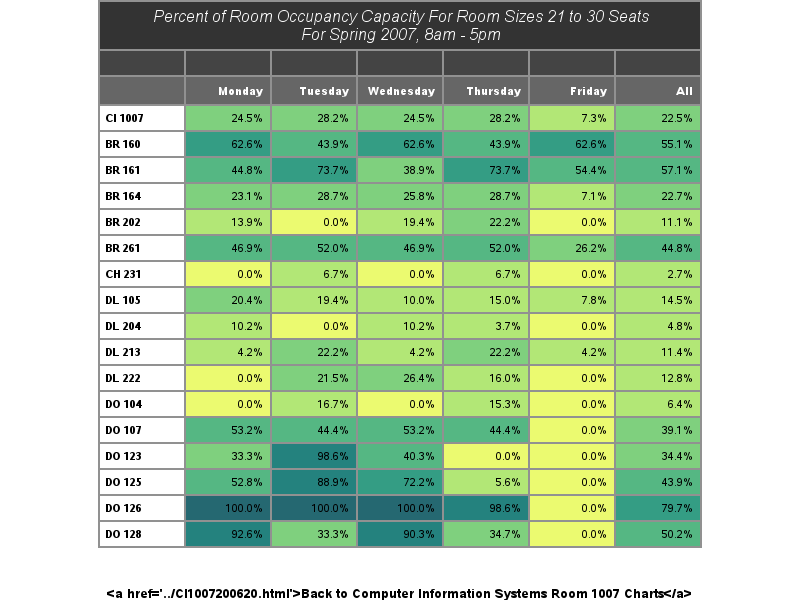 Percent of Room Occupancy Capacity For Room Sizes 21 to 30 Seats
For Spring 2007, 8am - 5pm
Monday Tuesday Wednesday Thursday Friday All
CI 1007 24.5% 28.2% 24.5% 28.2% 7.3% 22.5%
BR 160 62.6% 43.9% 62.6% 43.9% 62.6% 55.1%
BR 161 44.8% 73.7% 38.9% 73.7% 54.4% 57.1%
BR 164 23.1% 28.7% 25.8% 28.7% 7.1% 22.7%
BR 202 13.9% 0.0% 19.4% 22.2% 0.0% 11.1%
BR 261 46.9% 52.0% 46.9% 52.0% 26.2% 44.8%
CH 231 0.0% 6.7% 0.0% 6.7% 0.0% 2.7%
DL 105 20.4% 19.4% 10.0% 15.0% 7.8% 14.5%
DL 204 10.2% 0.0% 10.2% 3.7% 0.0% 4.8%
DL 213 4.2% 22.2% 4.2% 22.2% 4.2% 11.4%
DL 222 0.0% 21.5% 26.4% 16.0% 0.0% 12.8%
DO 104 0.0% 16.7% 0.0% 15.3% 0.0% 6.4%
DO 107 53.2% 44.4% 53.2% 44.4% 0.0% 39.1%
DO 123 33.3% 98.6% 40.3% 0.0% 0.0% 34.4%
DO 125 52.8% 88.9% 72.2% 5.6% 0.0% 43.9%
DO 126 100.0% 100.0% 100.0% 98.6% 0.0% 79.7%
DO 128 92.6% 33.3% 90.3% 34.7% 0.0% 50.2%
<a href='../CI1007200620.html'>Back to Computer Information Systems Room 1007 Charts</a>